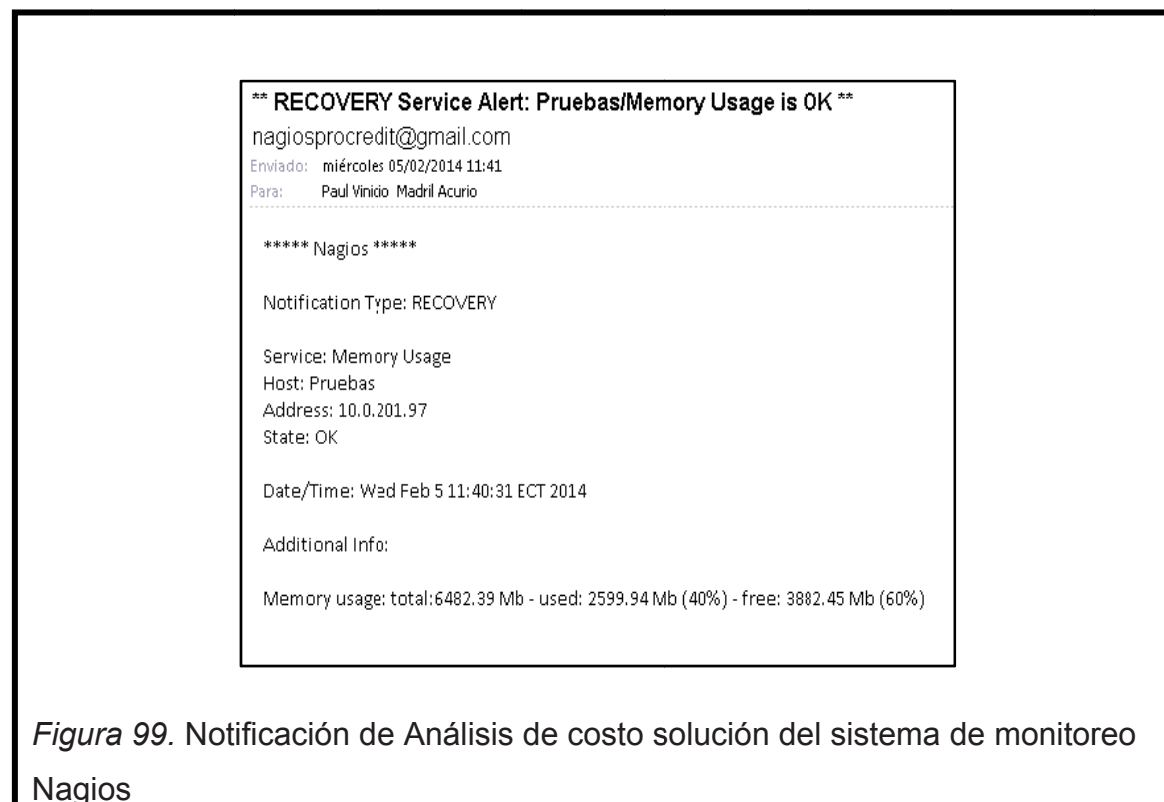 ** RECOVERY Service Alert: Pruebas/Memory Usage is OK **
nagiosprocredit@gmail.com
Enviado: miércoles 05/02/2014 11:41
Para: Paul Vinicio Madril Acurio
***** Nagios *****
Notification Type: RECOVERY
Service: Memory Usage
Host: Pruebas
Address: 10.0.201.97
State: OK
Date/Time: Wed Feb 5 11:40:31 ECT 2014
Additional Info:
Memory usage: total:6482.39 Mb - used: 2599.94 Mb (40%) - free: 3882.45 Mb (60%)
Figura 99. Notificación de Análisis de costo solución del sistema de monitoreo
Nagios